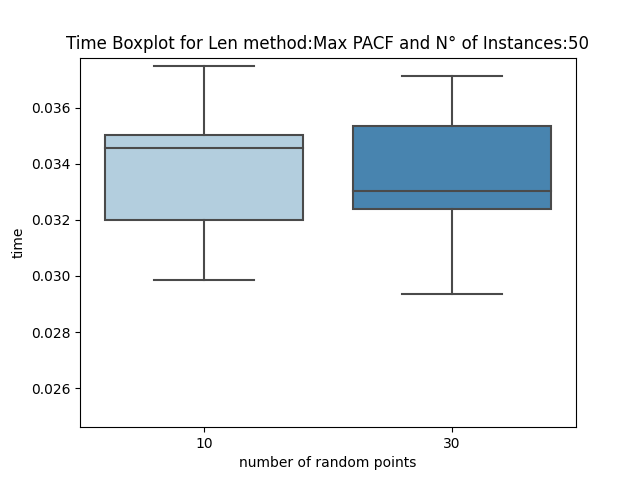 Time Boxplot for Len method:Max PACF and N° of Instances:50
0.036
0.034
0.032
0.030
0.028
0.026
time
10
30
number of random points